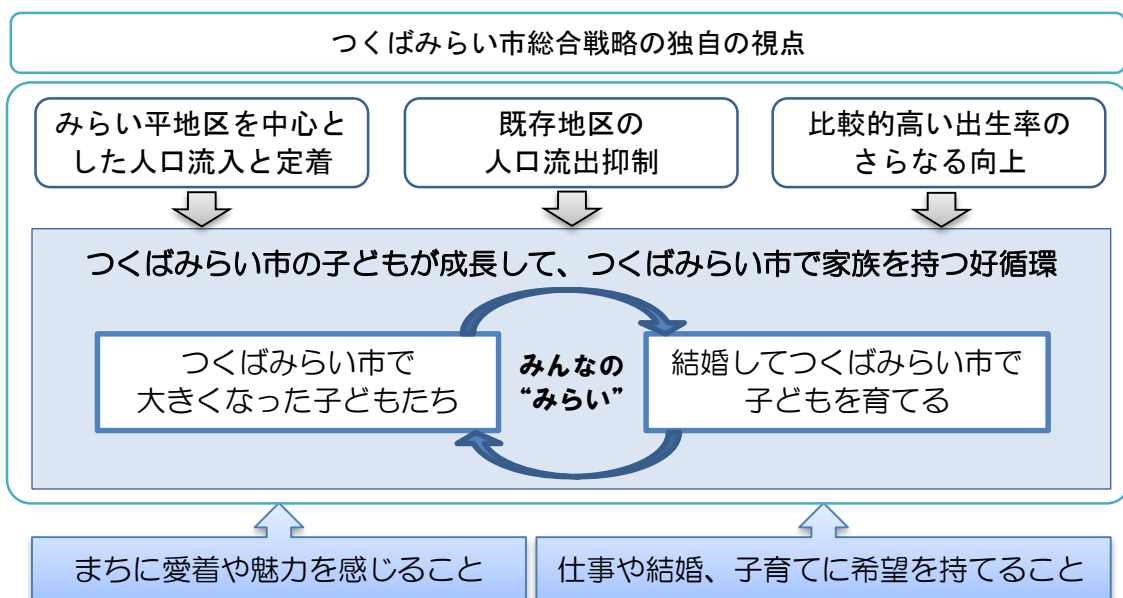 つくばみらい市総合戦略の独自の視点
みらい平地区を中心と
した人口流入と定着
既存地区の
人口流出抑制
比較的高い出生率の
さらなる向上
つくばみらい市の子どもが成長して、つくばみらい市で家族を持つ好循環
つくばみらい市で
大きくなった子どもたち
みんなの
“みらい”
結婚してつくばみらい市で
子どもを育てる
まちに愛着や魅力を感じること
仕事や結婚、子育てに希望を持てること